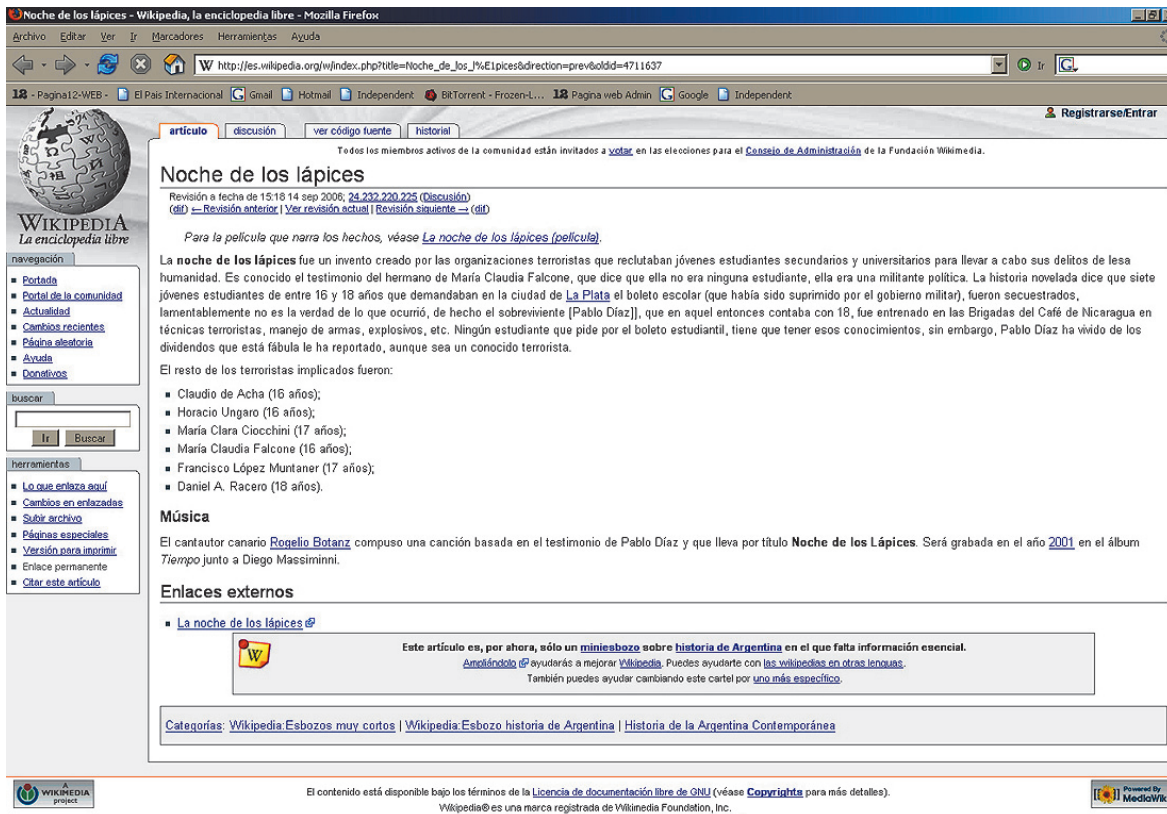 Noche de los lápices - Wikipedia, la enciclopedia libre - Mozilla Firefox
Archivo Editar Ver Ir Marcadores Herramientas Ayuda
W http://es.wikipedia.org/w/index.php?title=Noche_de_los_l%E1pices&direction=prev&oldid=4711637 Ir G
12 - Pagina12-WEB - El Pais Internacional G Gmail Hotmail Independent BitTorrent - Frozen-L... 12 Pagina web Admin G Google Independent
Registrarse/Entrar
artículo discusión ver código fuente historial
Todos los miembros activos de la comunidad están invitados a votar en las elecciones para el Consejo de Administración de la Fundación Wikimedia.
Noche de los lápices
Revisión a fecha de 15:18 14 sep 2006; 24.232.220.225 (Discusión)
(dif) ← Revisión anterior | Ver revisión actual | Revisión siguiente → (dif)
Para la película que narra los hechos, véase La noche de los lápices (película).
La noche de los lápices fue un invento creado por las organizaciones terroristas que reclutaban jóvenes estudiantes secundarios y universitarios para llevar a cabo sus delitos de lesa
humanidad. Es conocido el testimonio del hermano de María Claudia Falcone, que dice que ella no era ninguna estudiante, ella era una militante política. La historia novelada dice que siete
jóvenes estudiantes de entre 16 y 18 años que demandaban en la ciudad de La Plata el boleto escolar (que había sido suprimido por el gobierno militar), fueron secuestrados,
lamentablemente no es la verdad de lo que ocurrió, de hecho el sobreviviente [Pablo Díaz]], que en aquel entonces contaba con 18, fue entrenado en las Brigadas del Café de Nicaragua en
técnicas terroristas, manejo de armas, explosivos, etc. Ningún estudiante que pide por el boleto estudiantil, tiene que tener esos conocimientos, sin embargo, Pablo Díaz ha vivido de los
dividendos que está fábula le ha reportado, aunque sea un conocido terrorista.
El resto de los terroristas implicados fueron:
Claudio de Acha (16 años);
Horacio Ungaro (16 años);
María Clara Ciocchini (17 años);
María Claudia Falcone (16 años);
Francisco López Muntaner (17 años);
Daniel A. Racero (18 años).
Música
El cantautor canario Rogelio Botanz compuso una canción basada en el testimonio de Pablo Díaz y que lleva por título Noche de los Lápices. Será grabada en el año 2001 en el álbum
Tiempo junto a Diego Massiminni.
Enlaces externos
La noche de los lápices
W
Este artículo es, por ahora, sólo un miniesbozo sobre historia de Argentina en el que falta información esencial.
Ampliándolo ayudarás a mejorar Wikipedia. Puedes ayudarte con las wikipedias en otras lenguas.
También puedes ayudar cambiando este cartel por uno más específico.
Categorías: Wikipedia:Esbozos muy cortos | Wikipedia:Esbozo historia de Argentina | Historia de la Argentina Contemporánea
WIKIPEDIA
La enciclopedia libre
navegación
Portada
Portal de la comunidad
Actualidad
Cambios recientes
Página aleatoria
Ayuda
Donativos
buscar
Ir Buscar
herramientas
Lo que enlaza aquí
Cambios en enlazadas
Subir archivo
Páginas especiales
Versión para imprimir
Enlace permanente
Citar este artículo
A
WIKIMEDIA
project
El contenido está disponible bajo los términos de la Licencia de documentación libre de GNU (véase Copyrights para más detalles).
Wikipedia® es una marca registrada de Wikimedia Foundation, Inc.
Powered By
MediaWik